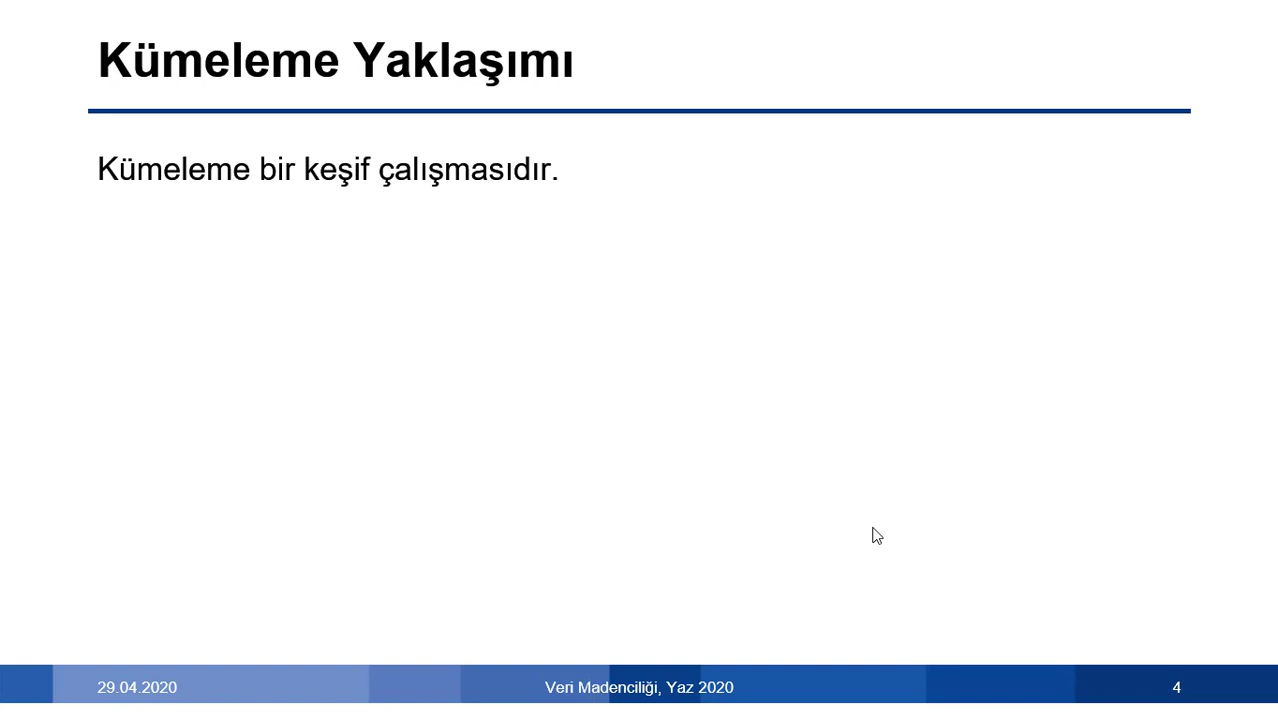 Kümeleme Yaklaşımı
Kümeleme bir keşif çalışmasıdır.
29.04.2020
Veri Madenciliği, Yaz 2020
4